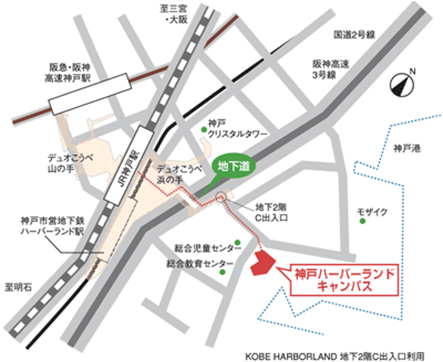 至三宮
・大阪
国道2号線
阪神高速
3号線
阪急・阪神
高速神戸駅
神戸
クリスタルタワー
神戸港
デュオこうべ
山の手
JR神戸駅
デュオこうべ
浜の手
地下道
地下2階
C出入口
モザイク
神戸市営地下鉄
ハーバーランド駅
総合児童センター
総合教育センター
至明石
神戸ハーバーランド
キャンパス
KOBE HARBORLAND 地下2階C出入口利用